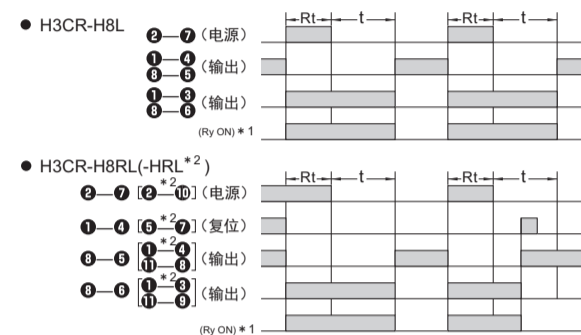 ● H3CR-H8L
❷—❼(电源) Rt t Rt t
❶—❹
❽—❺
(输出)
❶—❸
❽—❻
(输出)
(Ry ON)*1
● H3CR-H8RL(-HRL*2)
❷—❼ [❷—❿]*2 (电源) Rt t Rt t
❶—❹ [❺—❼]*2 (复位)
❽—❺ [❶—❹ ⓫—❽]*2 (输出)
❽—❻ [❶—❸ ⓫—❾]*2 (输出)
(Ry ON)*1